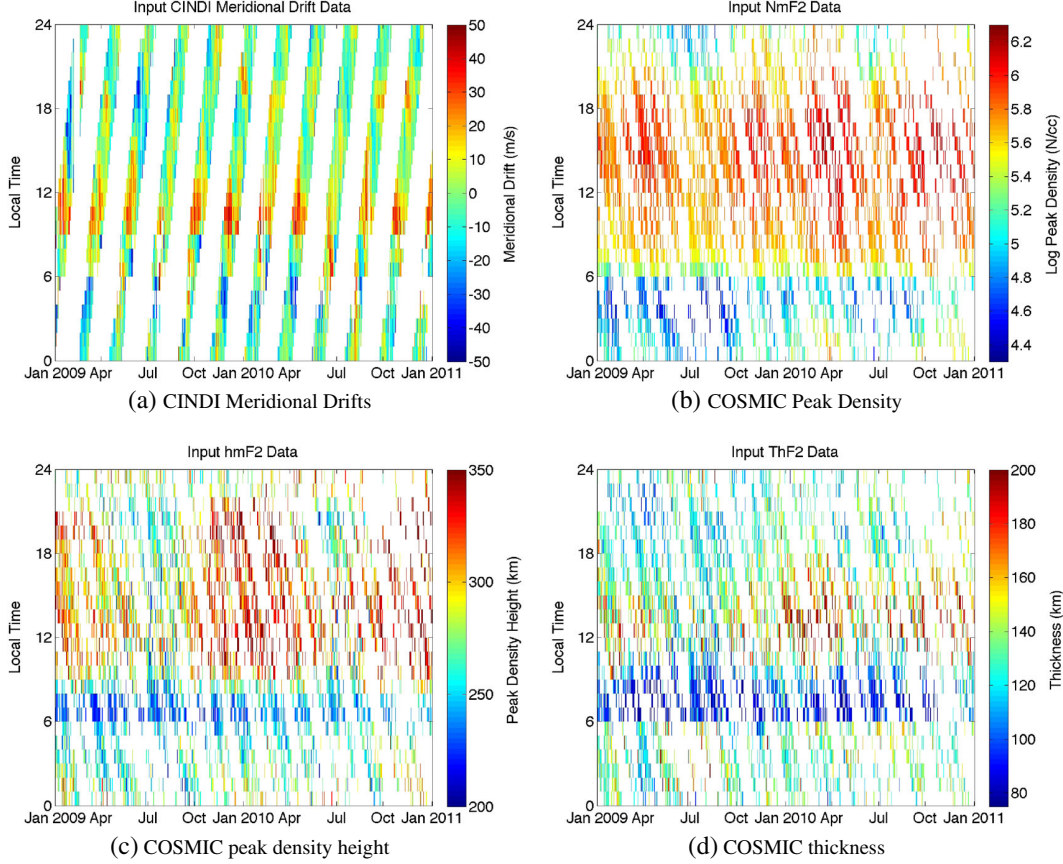 Input CINDI Meridional Drift Data
24
18
12
6
0
Local Time
Jan 2009 Apr Jul Oct Jan 2010 Apr Jul Oct Jan 2011
50
40
30
20
10
0
-10
-20
-30
-40
-50
Meridional Drift (m/s)
(a) CINDI Meridional Drifts
Input NmF2 Data
24
18
12
6
0
Local Time
Jan 2009 Apr Jul Oct Jan 2010 Apr Jul Oct Jan 2011
6.2
6
5.8
5.6
5.4
5.2
5
4.8
4.6
4.4
Log Peak Density (N/cc)
(b) COSMIC Peak Density
Input hmF2 Data
24
18
12
6
0
Local Time
Jan 2009 Apr Jul Oct Jan 2010 Apr Jul Oct Jan 2011
350
300
250
200
Peak Density Height (km)
(c) COSMIC peak density height
Input ThF2 Data
24
18
12
6
0
Local Time
Jan 2009 Apr Jul Oct Jan 2010 Apr Jul Oct Jan 2011
200
180
160
140
120
100
80
Thickness (km)
(d) COSMIC thickness